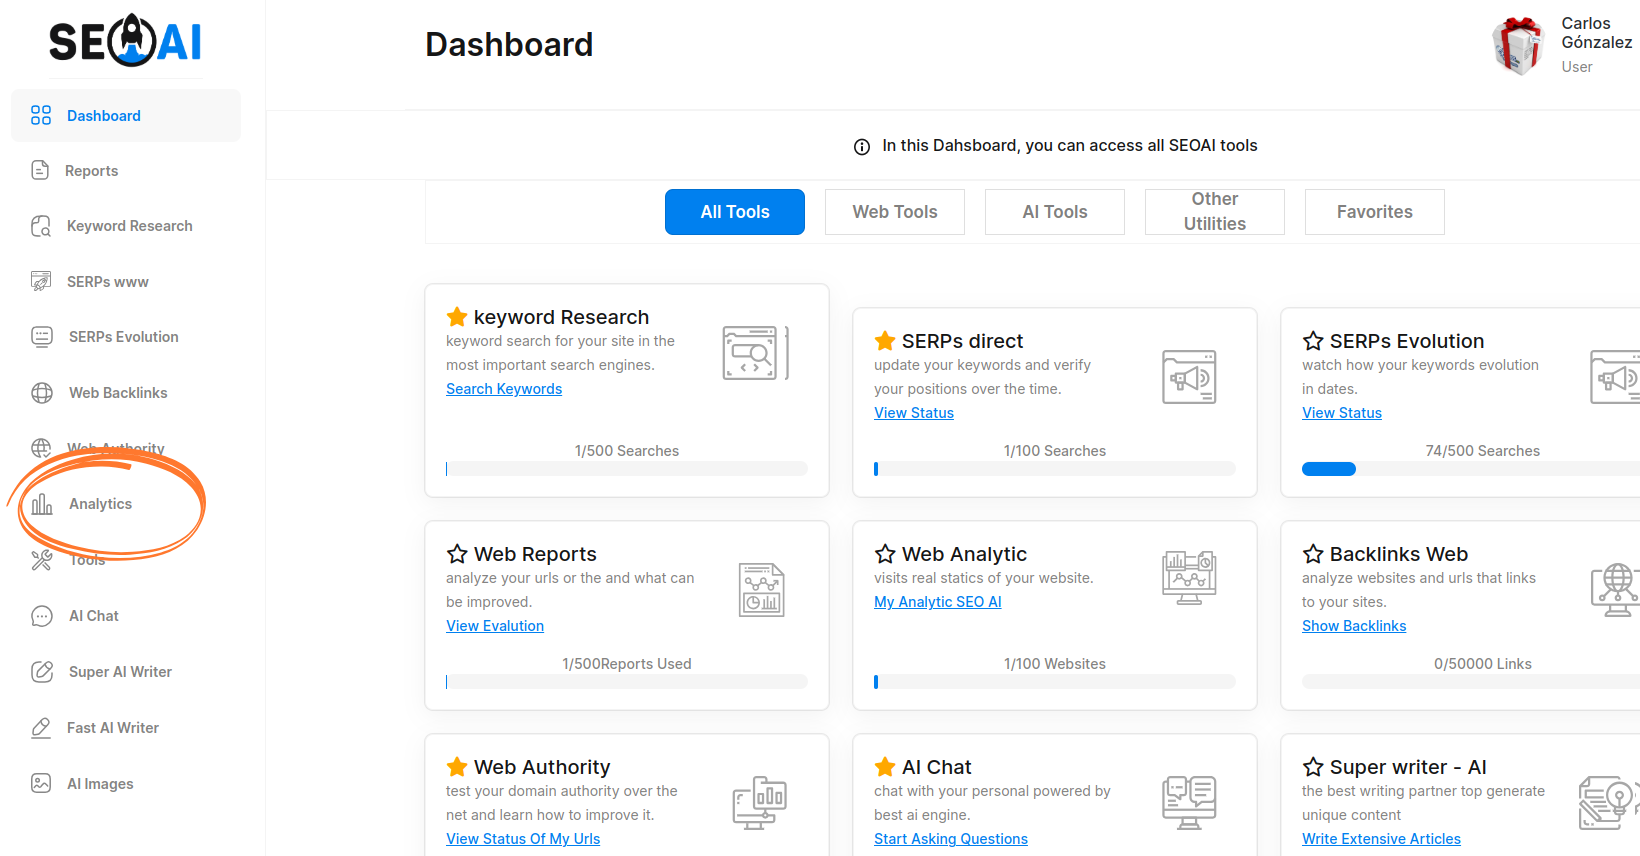 SEOAI
Dashboard
Reports
Keyword Research
SERPs www
SERPs Evolution
Web Backlinks
Web Authority
Analytics
Tools
AI Chat
Super AI Writer
Fast AI Writer
AI Images
Dashboard
Carlos
Gónzalez
User
In this Dahsboard, you can access all SEOAI tools
All Tools
Web Tools
AI Tools
Other
Utilities
Favorites
keyword Research
keyword search for your site in the
most important search engines.
Search Keywords
1/500 Searches
SERPs direct
update your keywords and verify
your positions over the time.
View Status
1/100 Searches
SERPs Evolution
watch how your keywords evolution
in dates.
View Status
74/500 Searches
Web Reports
analyze your urls or the and what can
be improved.
View Evalution
1/500Reports Used
Web Analytic
visits real statics of your website.
My Analytic SEO AI
1/100 Websites
Backlinks Web
analyze websites and urls that links
to your sites.
Show Backlinks
0/50000 Links
Web Authority
test your domain authority over the
net and learn how to improve it.
View Status Of My Urls
AI Chat
chat with your personal powered by
best ai engine.
Start Asking Questions
Super writer - AI
the best writing partner top generate
unique content
Write Extensive Articles